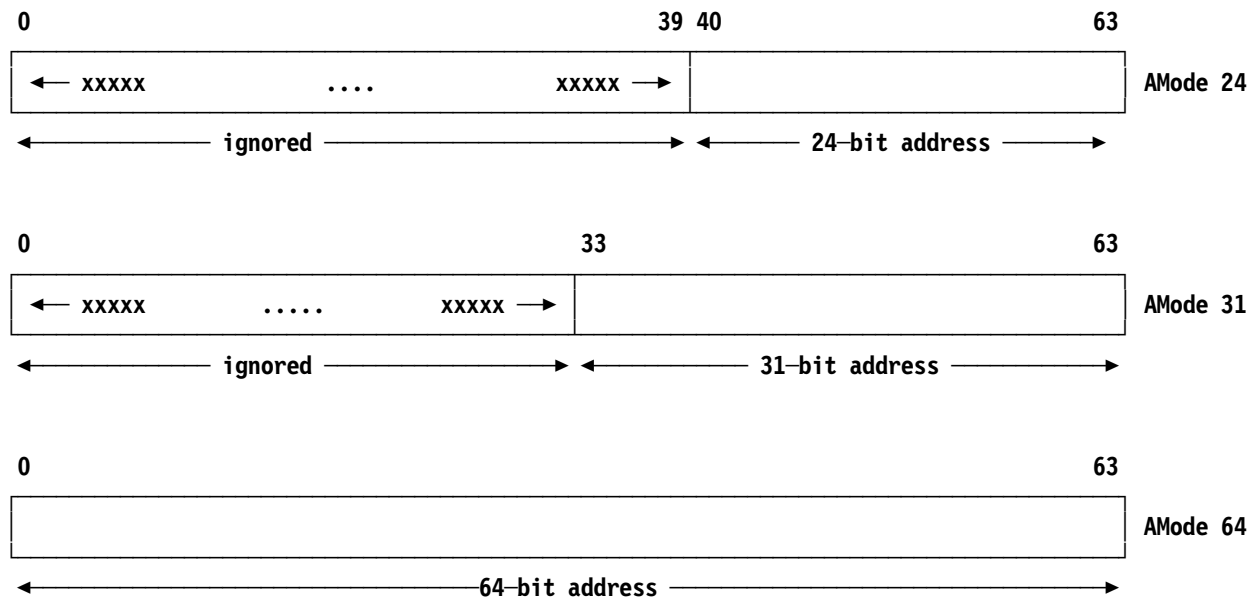 0 39 40 63
xxxxx .... xxxxx AMode 24
ignored 24-bit address
0 33 63
xxxxx ..... xxxxx AMode 31
ignored 31-bit address
0 63
AMode 64
64-bit address